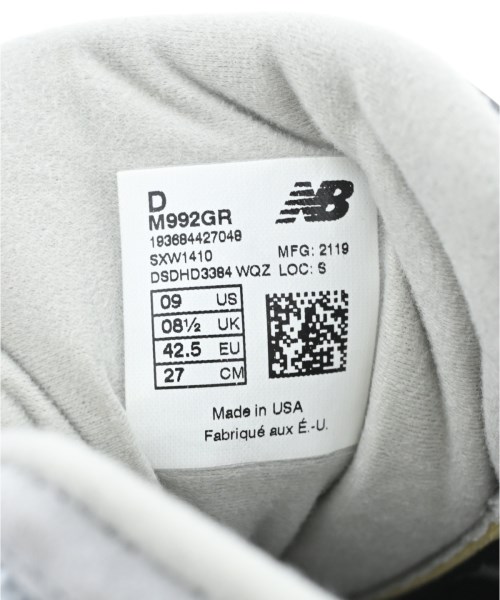 D
M992GR
NB
193684427048
SXW1410
MFG: 2119
DSDHD3384 WQZ LOC: S
09 US
08½ UK
42.5 EU
27 CM
Made in USA
Fabriqué aux É.-U.